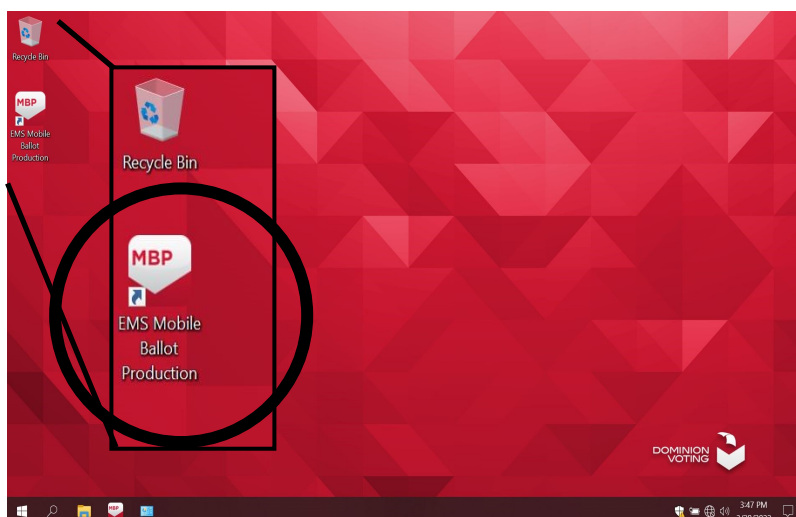 Recycle Bin
MBP
EMS Mobile
Ballot
Production
Recycle Bin
MBP
EMS Mobile
Ballot
Production
DOMINION
VOTING
MBP
3:47 PM